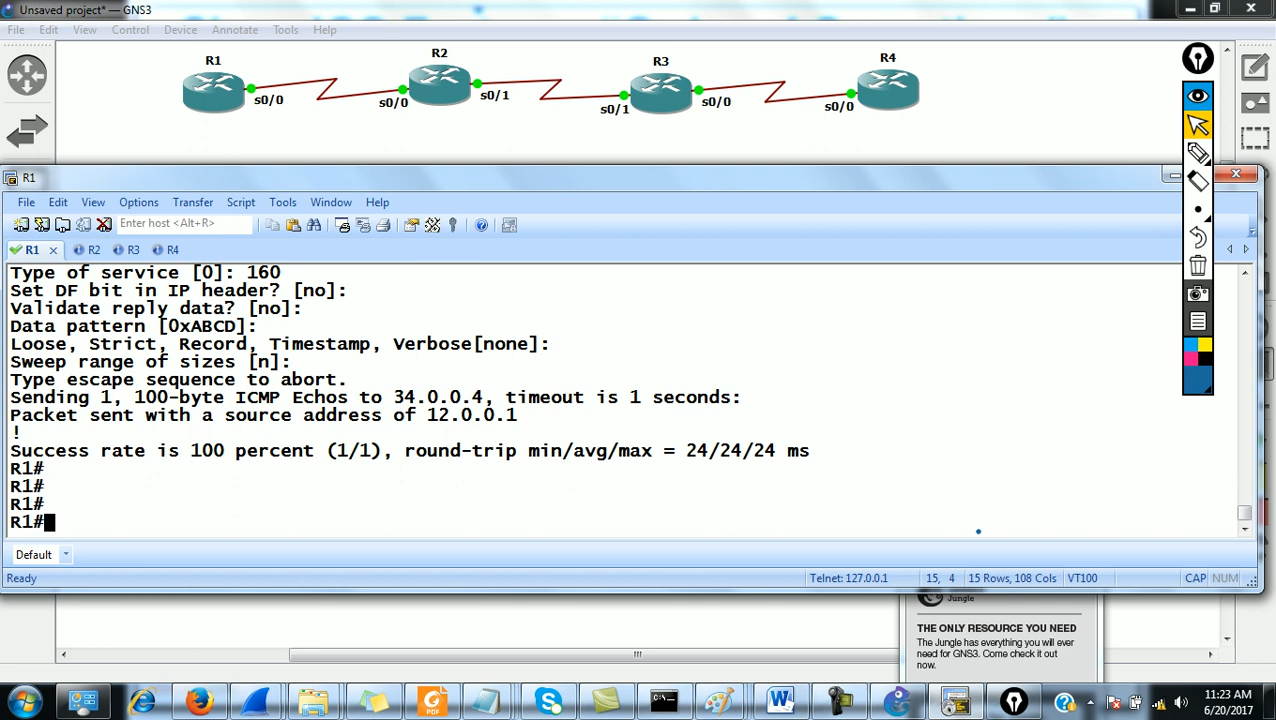 Unsaved project* — GNS3
File Edit View Control Device Annotate Tools Help
R1
R2
R3
R4
s0/0
s0/0
s0/1
s0/1
s0/0
s0/0
R1
File Edit View Options Transfer Script Tools Window Help
Enter host <Alt+R>
R1 R2 R3 R4
Type of service [0]: 160
Set DF bit in IP header? [no]:
Validate reply data? [no]:
Data pattern [0xABCD]:
Loose, Strict, Record, Timestamp, Verbose[none]:
Sweep range of sizes [n]:
Type escape sequence to abort.
Sending 1, 100-byte ICMP Echos to 34.0.0.4, timeout is 1 seconds:
Packet sent with a source address of 12.0.0.1
!
Success rate is 100 percent (1/1), round-trip min/avg/max = 24/24/24 ms
R1#
R1#
R1#
R1#
Default
Ready Telnet: 127.0.0.1 15, 4 15 Rows, 108 Cols VT100 CAP NUM
Jungle
THE ONLY RESOURCE YOU NEED
The Jungle has everything you will ever
need for GNS3. Come check it out
now.
PDF
11:23 AM
6/20/2017